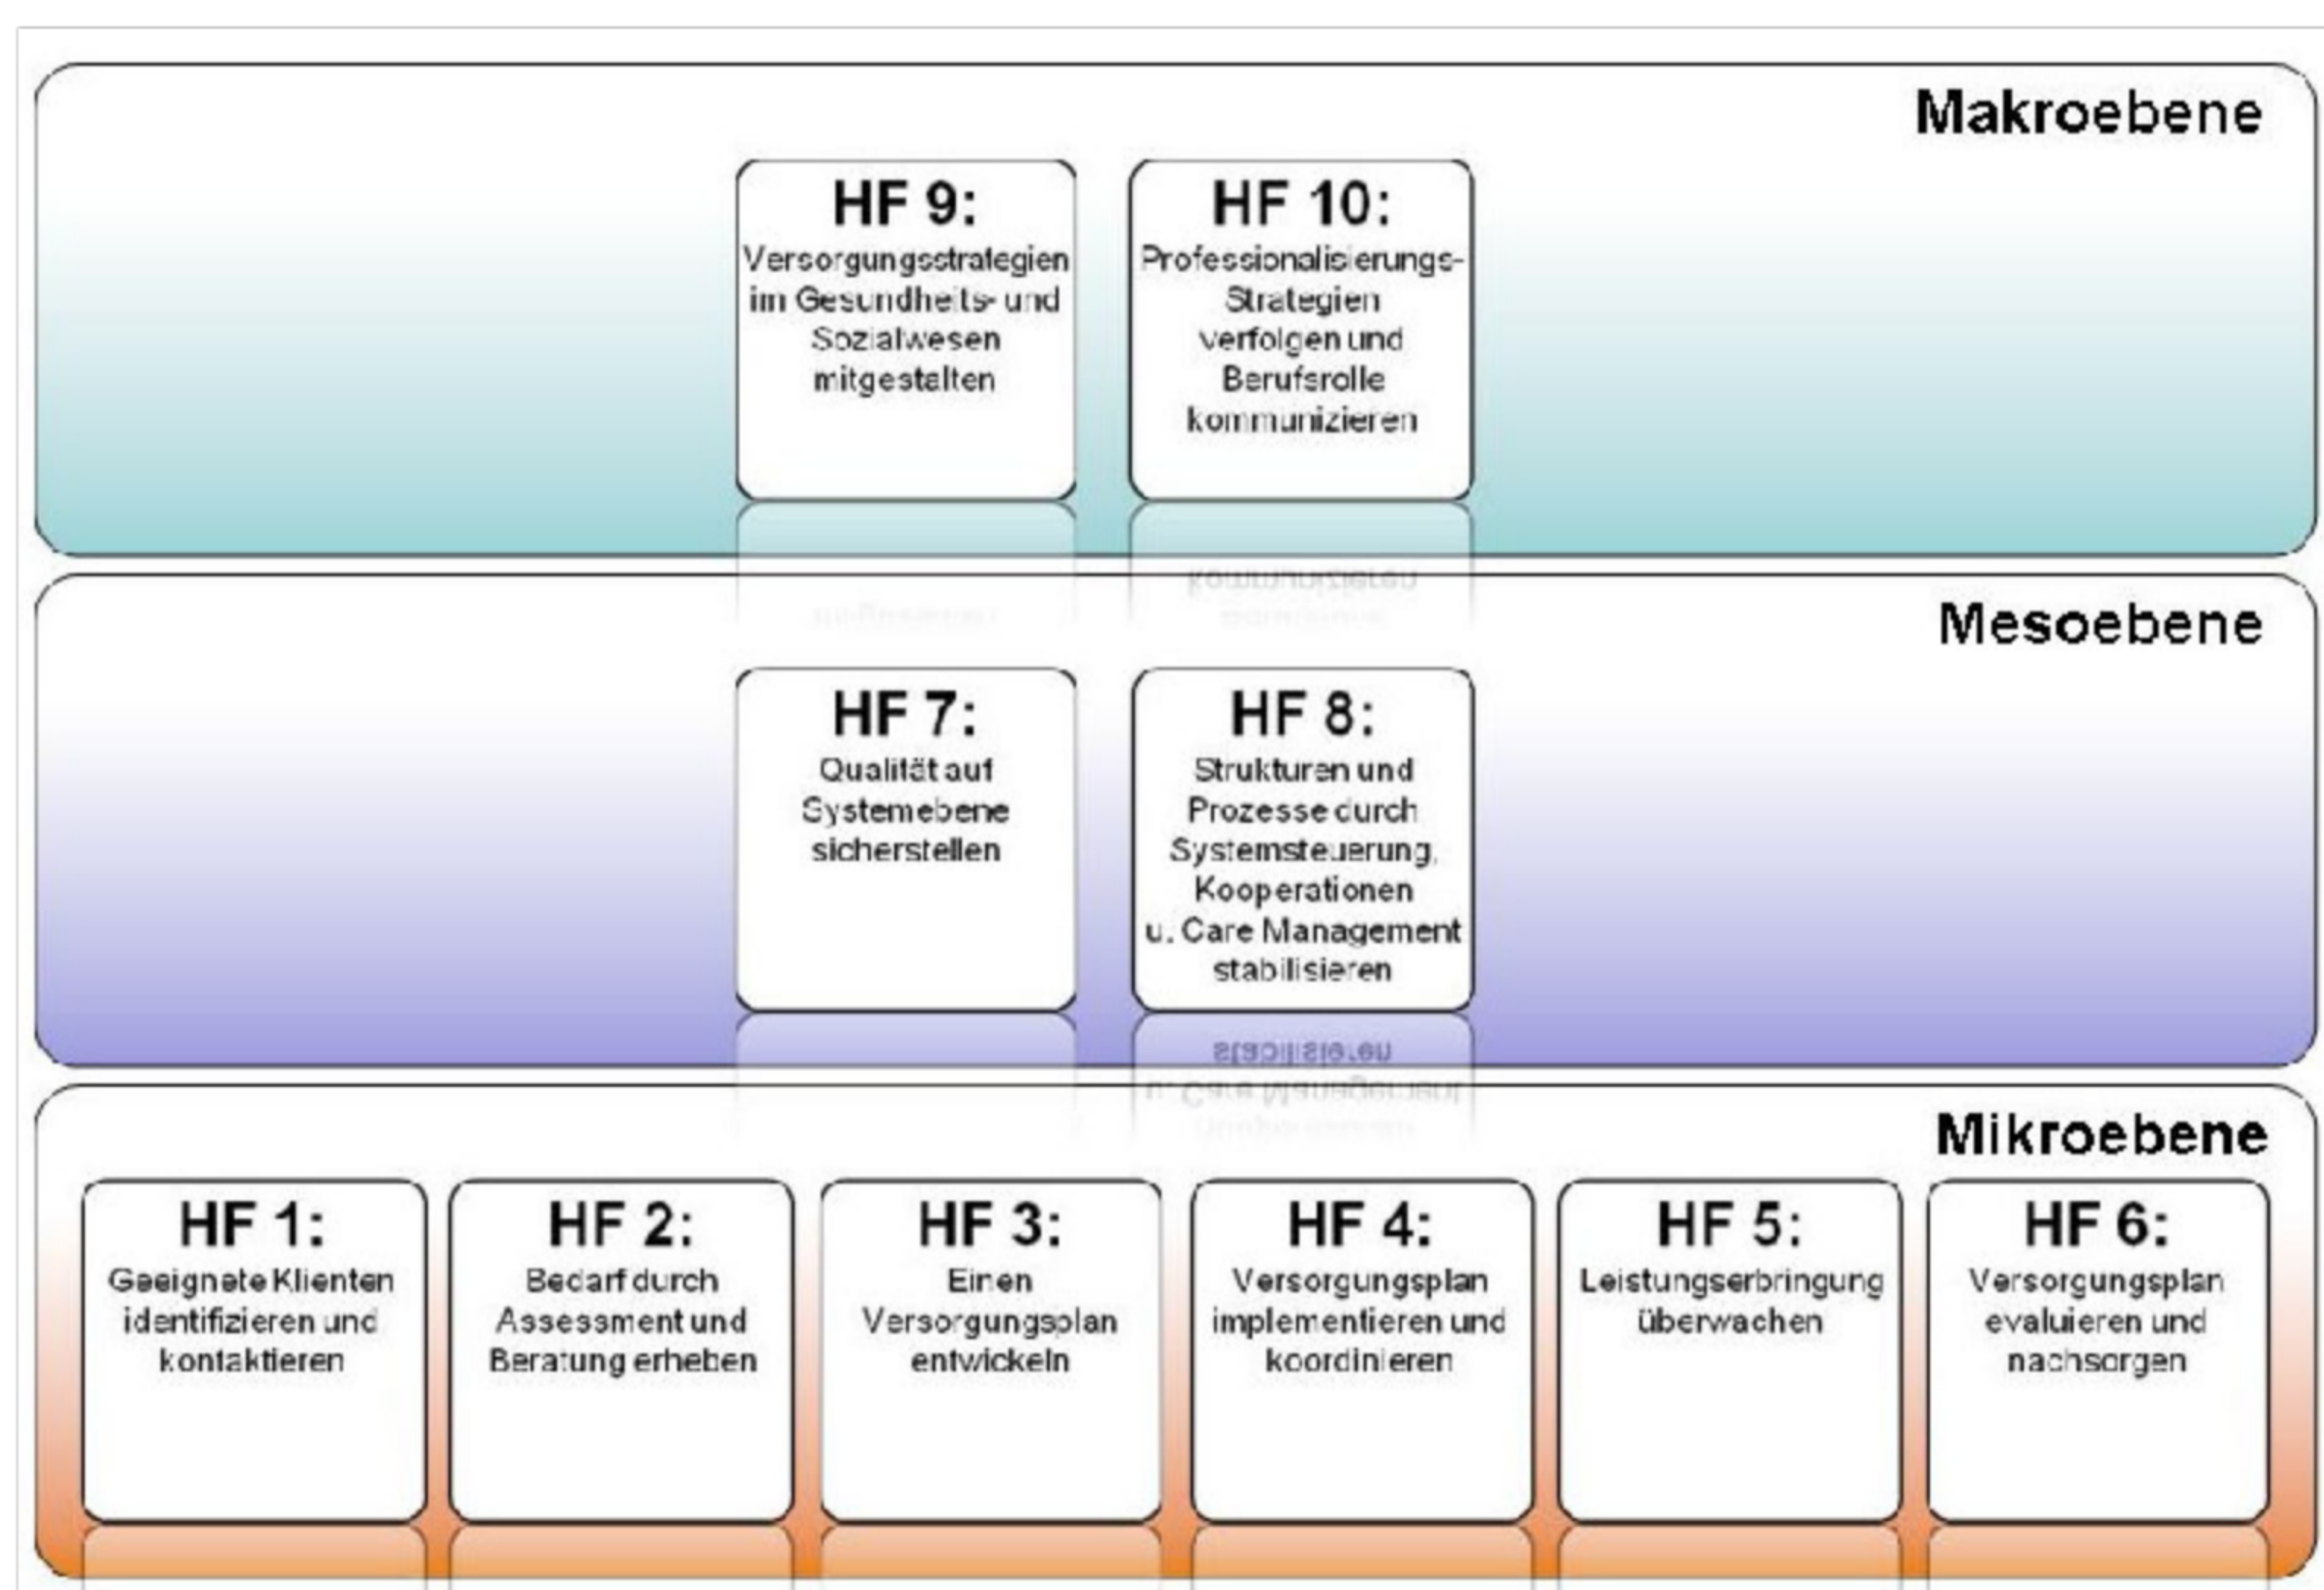 Makroebene
HF 9:
Versorgungsstrategien
im Gesundheits- und
Sozialwesen
mitgestalten
HF 10:
Professionalisierungs-
Strategien
verfolgen und
Berufsrolle
kommunizieren
Mesoebene
HF 7:
Qualität auf
Systemebene
sicherstellen
HF 8:
Strukturen und
Prozesse durch
Systemsteuerung,
Kooperationen
u. Care Management
stabilisieren
Mikroebene
HF 1:
Geeignete Klienten
identifizieren und
kontaktieren
HF 2:
Bedarf durch
Assessment und
Beratung erheben
HF 3:
Einen
Versorgungsplan
entwickeln
HF 4:
Versorgungsplan
implementieren und
koordinieren
HF 5:
Leistungserbringung
überwachen
HF 6:
Versorgungsplan
evaluieren und
nachsorgen